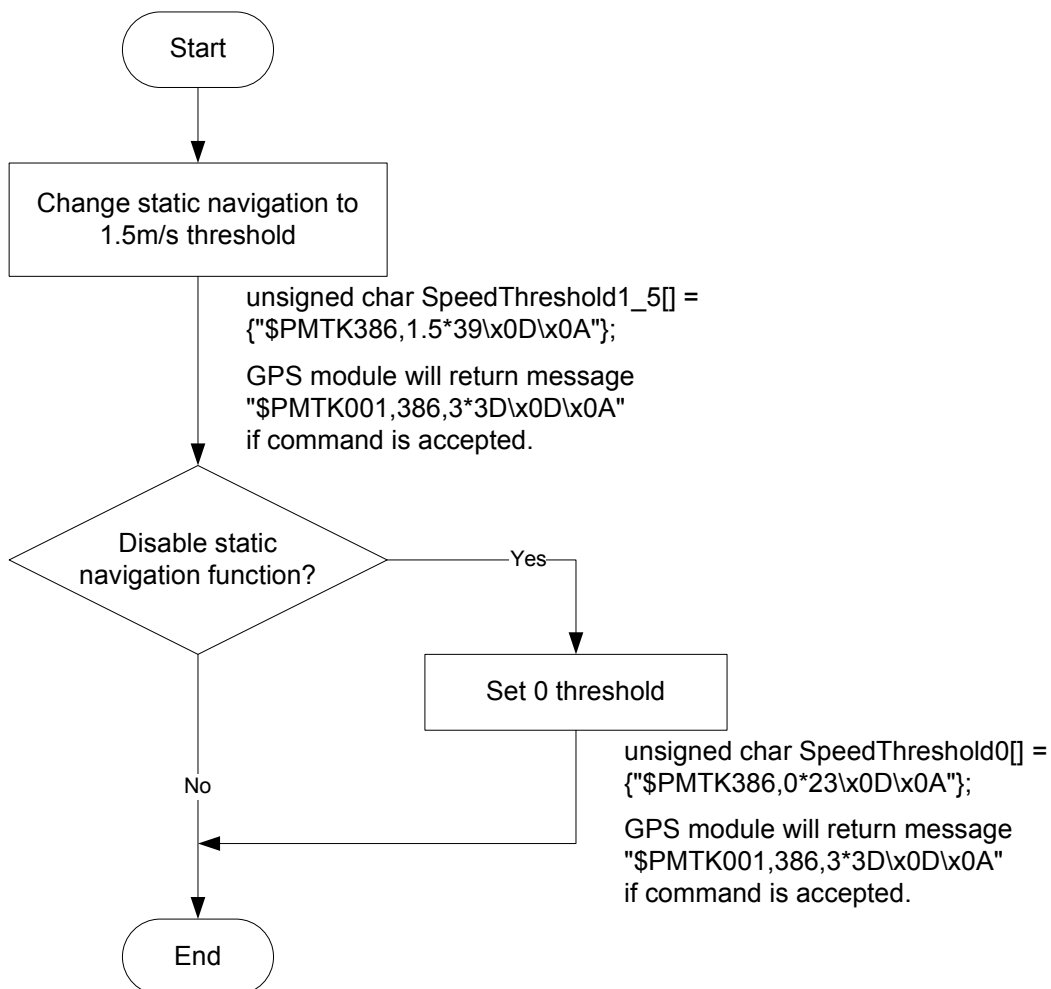 Start
Change static navigation to
1.5m/s threshold
unsigned char SpeedThreshold1_5[] =
{"$PMTK386,1.5*39\x0D\x0A"};
GPS module will return message
"$PMTK001,386,3*3D\x0D\x0A"
if command is accepted.
Disable static
navigation function?
Yes
Set 0 threshold
unsigned char SpeedThreshold0[] =
{"$PMTK386,0*23\x0D\x0A"};
No
GPS module will return message
"$PMTK001,386,3*3D\x0D\x0A"
if command is accepted.
End